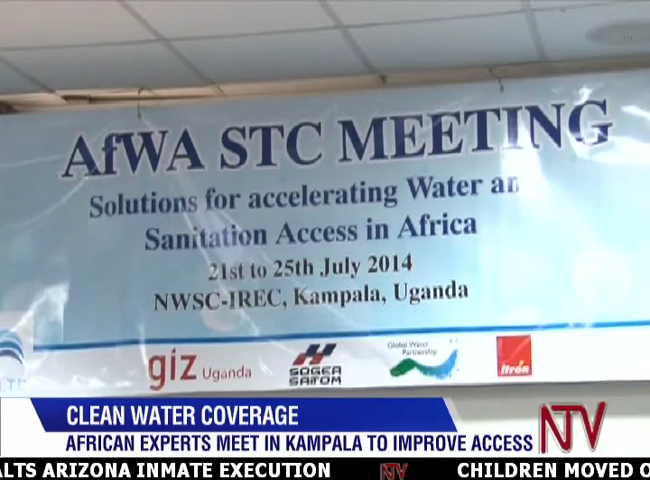 AfWA STC MEETING
Solutions for accelerating Water an
Sanitation Access in Africa
21st to 25th July 2014
NWSC-IREC, Kampala, Uganda
giz Uganda
SOGEA
SATOM
Global Water
Partnership
Itron
CLEAN WATER COVERAGE
AFRICAN EXPERTS MEET IN KAMPALA TO IMPROVE ACCESS
NTV
ALTS ARIZONA INMATE EXECUTION NTV CHILDREN MOVED O